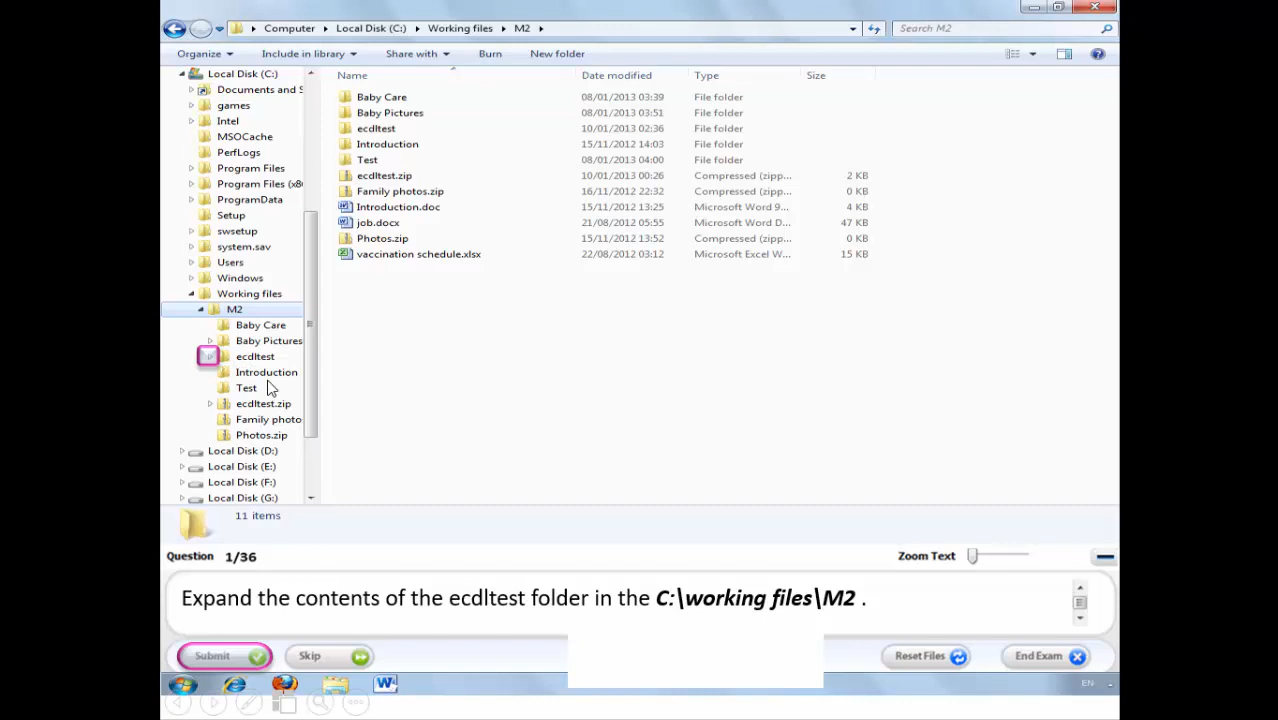 Computer Local Disk (C:) Working files M2 Search M2
Organize Include in library Share with Burn New folder
Local Disk (C:)
Documents and S
games
Intel
MSOCache
PerfLogs
Program Files
Program Files (x8
ProgramData
Setup
swsetup
system.sav
Users
Windows
Working files
M2
Baby Care
Baby Pictures
ecdltest
Introduction
Test
ecdltest.zip
Family photo
Photos.zip
Local Disk (D:)
Local Disk (E:)
Local Disk (F:)
Local Disk (G:)
Name Date modified Type Size
Baby Care 08/01/2013 03:39 File folder
Baby Pictures 08/01/2013 03:51 File folder
ecdltest 10/01/2013 02:36 File folder
Introduction 15/11/2012 14:03 File folder
Test 08/01/2013 04:00 File folder
ecdltest.zip 10/01/2013 00:26 Compressed (zipp... 2 KB
Family photos.zip 16/11/2012 22:32 Compressed (zipp... 0 KB
Introduction.doc 15/11/2012 13:25 Microsoft Word 9... 4 KB
job.docx 21/08/2012 05:55 Microsoft Word D... 47 KB
Photos.zip 15/11/2012 13:52 Compressed (zipp... 0 KB
vaccination schedule.xlsx 22/08/2012 03:12 Microsoft Excel W... 15 KB
11 items
Question 1/36 Zoom Text
Expand the contents of the ecdltest folder in the C:\working files\M2 .
Submit Skip Reset Files End Exam
EN